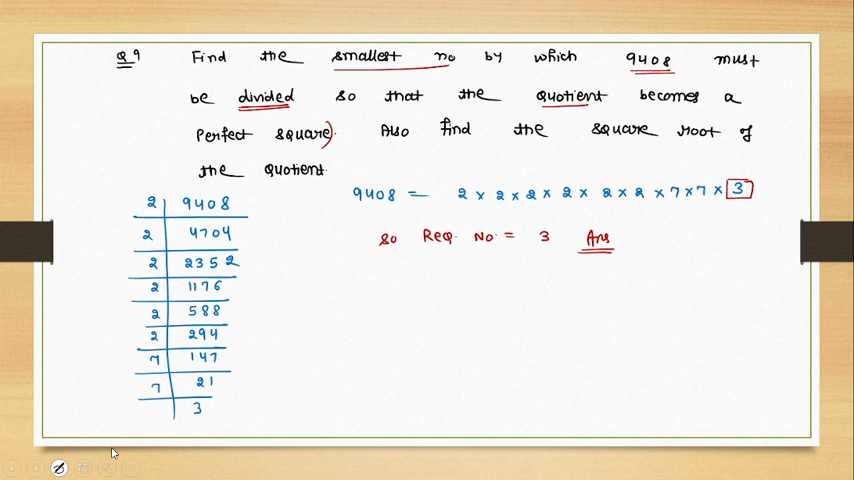 Q 9 Find the smallest no by which 9408 must
be divided so that the quotient becomes a
Perfect square). Also find the square root of
the Quotient
9408 = 2 × 2 × 2 × 2 × 2 × 2 × 7 × 7 × 3
so Req. No. = 3 Ans
2 9408
2 4704
2 2352
2 1176
2 588
2 294
7 147
7 21
3